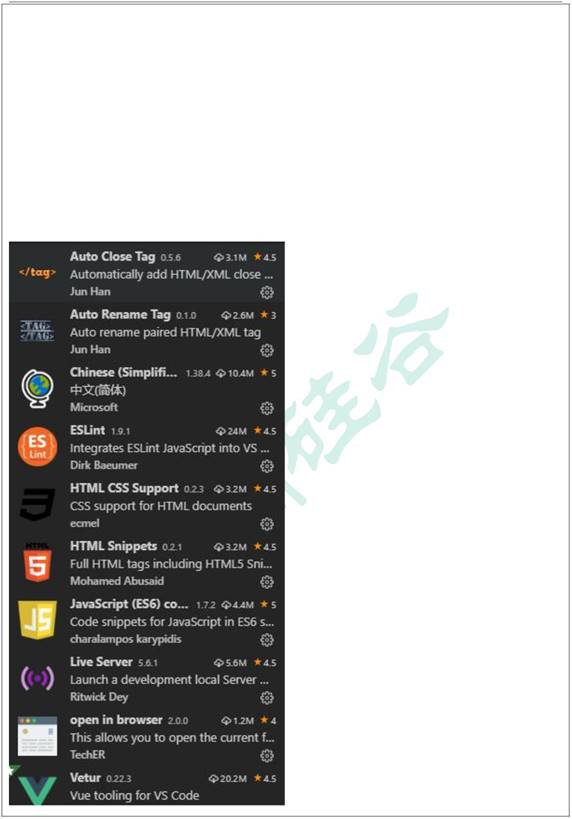 Auto Close Tag 0.5.6 3.1M 4.5
</tag> Automatically add HTML/XML close ...
Jun Han
Auto Rename Tag 0.1.0 2.6M 3
<TAG>
</TAG> Auto rename paired HTML/XML tag
Jun Han
Chinese (Simplifi... 1.38.4 10.4M 5
中文(简体)
Microsoft
ESLint 1.9.1 24M 4.5
ES
Lint Integrates ESLint JavaScript into VS ...
Dirk Baeumer
HTML CSS Support 0.2.3 3.2M 4.5
CSS support for HTML documents
ecmel
HTML HTML Snippets 0.2.1 3.2M 4.5
5 Full HTML tags including HTML5 Sni...
Mohamed Abusaid
JavaScript (ES6) co... 1.7.2 4.4M 5
JS Code snippets for JavaScript in ES6 s...
charalampos karypidis
Live Server 5.6.1 5.6M 4.5
Launch a development local Server ...
Ritwick Dey
open in browser 2.0.0 1.2M 4
This allows you to open the current f...
TechER
Vetur 0.22.3 20.2M 4.5
Vue tooling for VS Code
硅谷